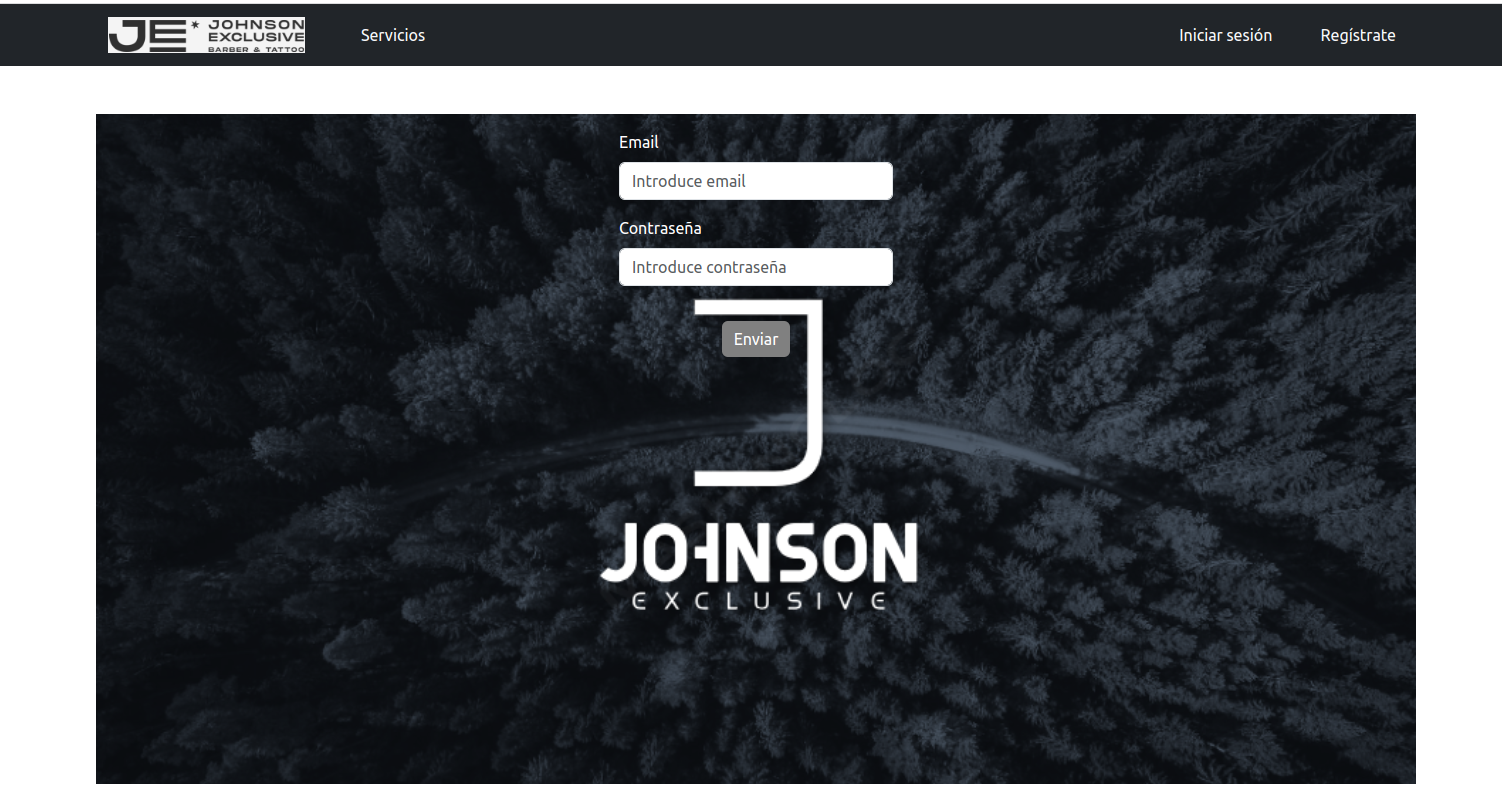 JE* JOHNSON
EXCLUSIVE
BARBER & TATTOO
Servicios
Iniciar sesión
Regístrate
Email
Introduce email
Contraseña
Introduce contraseña
Enviar
J
JOHNSON
EXCLUSIVE